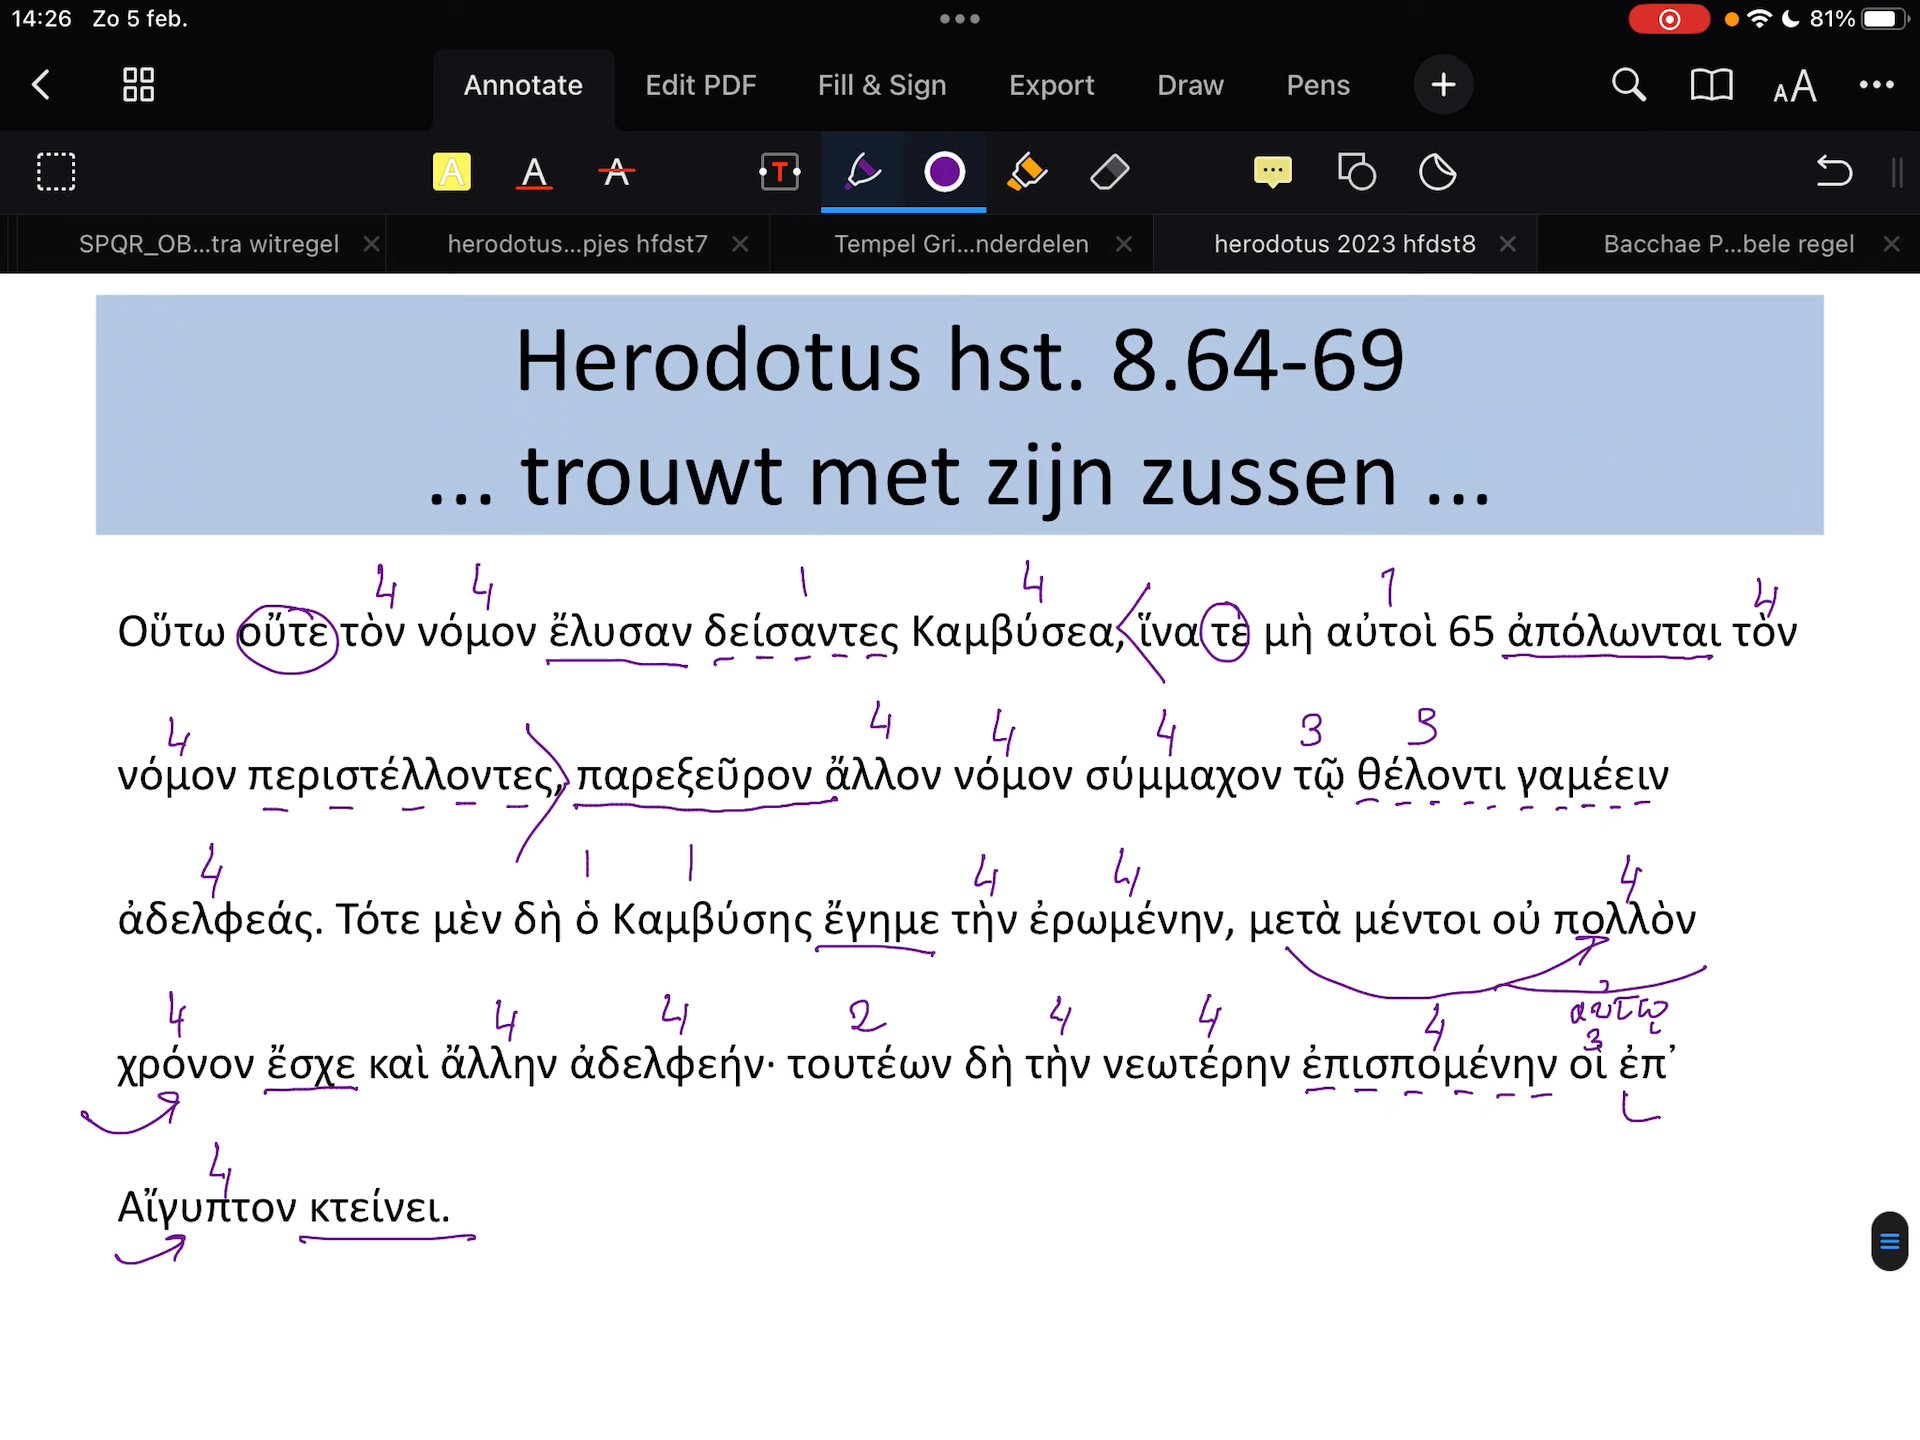 14:26 Zo 5 feb. 81%
Annotate Edit PDF Fill & Sign Export Draw Pens
SPQR_OB...tra witregel herodotus...pjes hfdst7 Tempel Gri...nderdelen herodotus 2023 hfdst8 Bacchae P...bele regel
Herodotus hst. 8.64-69
... trouwt met zijn zussen ...
4 4 1 4 1 4
Οὕτω οὔτε τὸν νόμον ἔλυσαν δείσαντες Καμβύσεα, ἵνα τε μὴ αὐτοὶ 65 ἀπόλωνται τὸν
4 4 4 4 3 3
νόμον περιστέλλοντες, παρεξεῦρον ἄλλον νόμον σύμμαχον τῷ θέλοντι γαμέειν
4 1 1 4 4 4
ἀδελφεάς. Τότε μὲν δὴ ὁ Καμβύσης ἔγημε τὴν ἐρωμένην, μετὰ μέντοι οὐ πολλὸν
4 4 4 2 4 4 4 αὐτῷ 3
χρόνον ἔσχε καὶ ἄλλην ἀδελφεήν· τουτέων δὴ τὴν νεωτέρην ἐπισπομένην οἱ ἐπ᾽
4
Αἴγυπτον κτείνει.